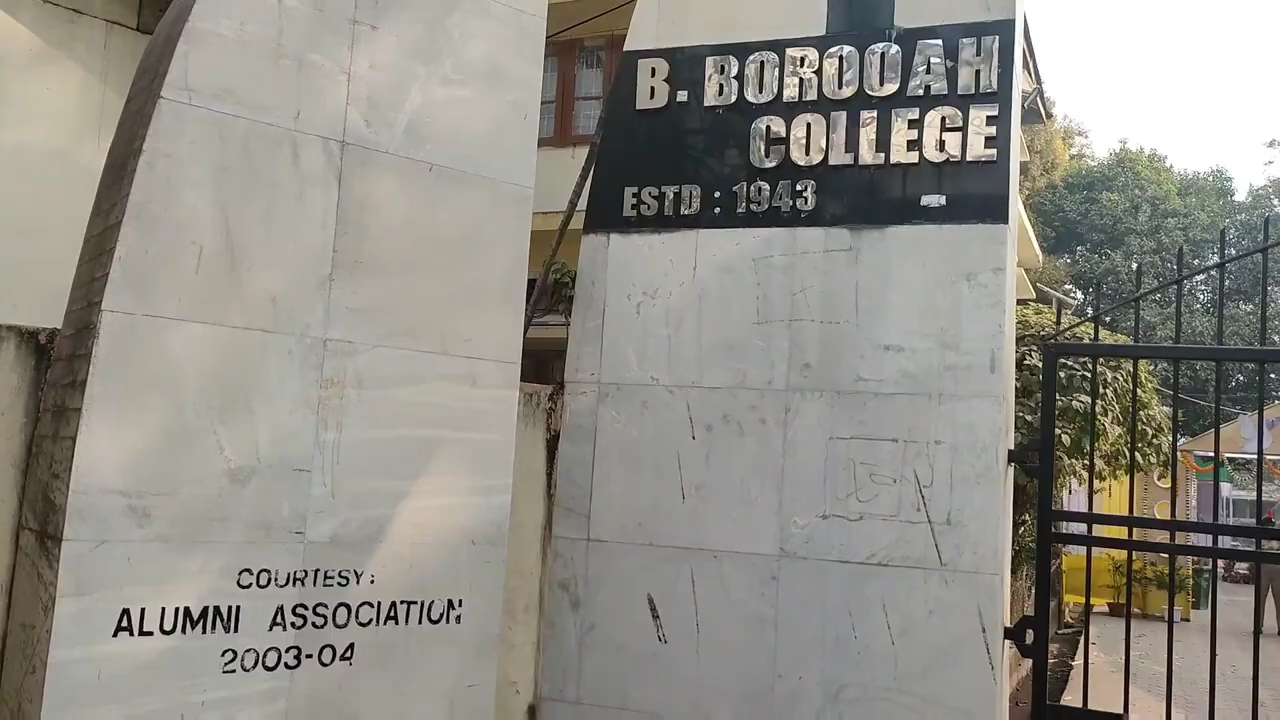 B. BOROOAH
COLLEGE
ESTD : 1943
COURTESY:
ALUMNI ASSOCIATION
2003-04